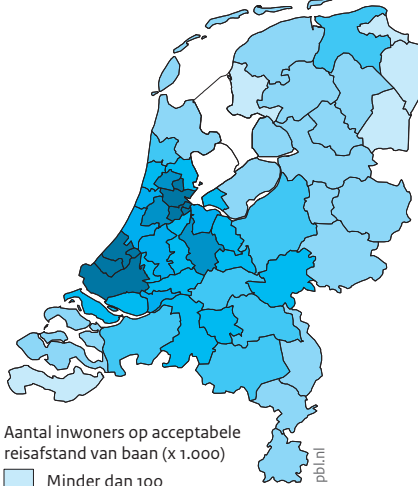 Aantal inwoners op acceptabele
reisafstand van baan (x 1.000)
Minder dan 100
pbl.nl